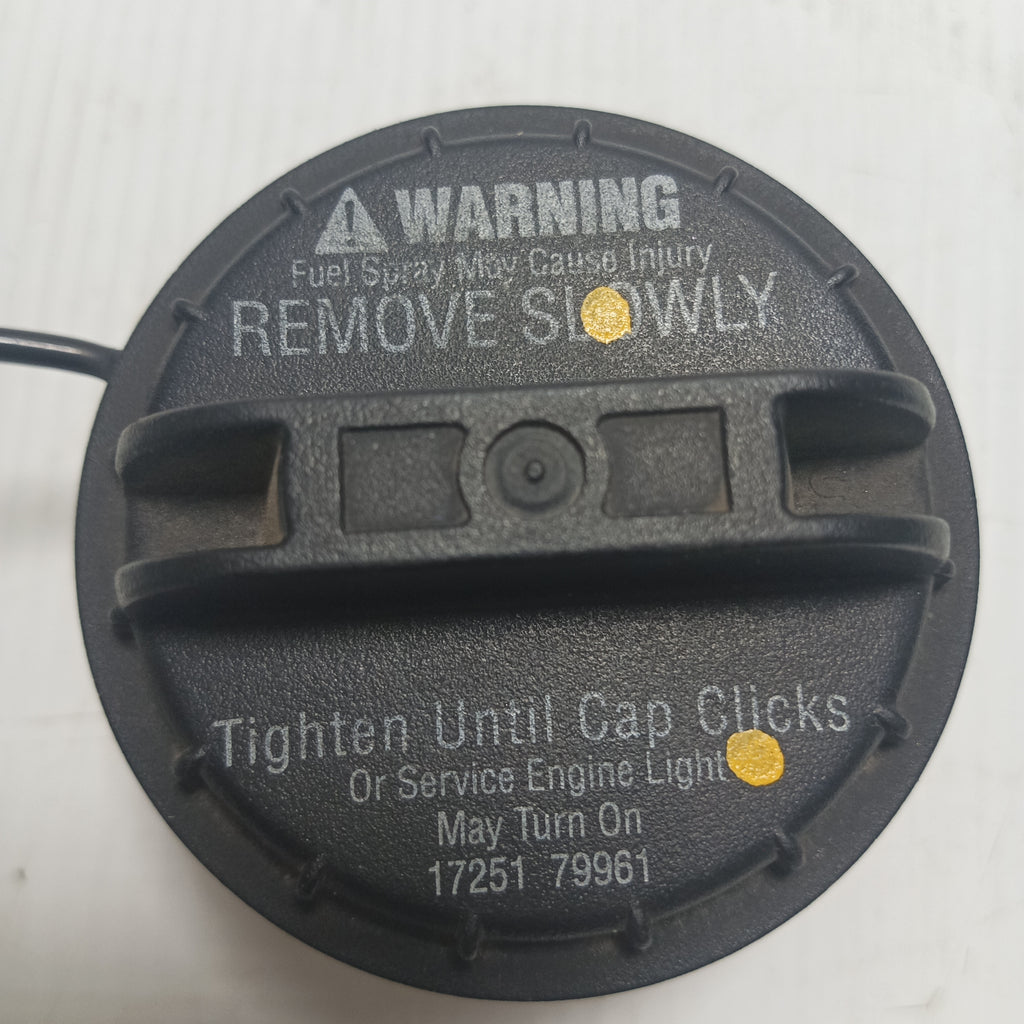 WARNING
Fuel Spray May Cause Injury
REMOVE SLOWLY
Tighten Until Cap Clicks
Or Service Engine Light
May Turn On
17251 79961